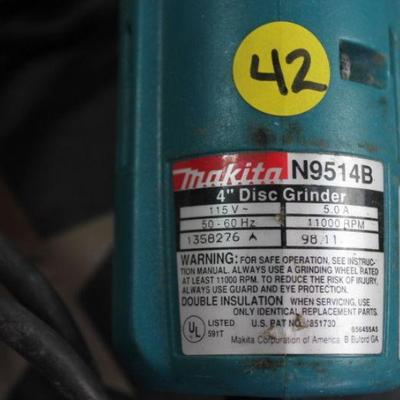 42
makita N9514B
4" Disc Grinder
115 V~ 5.0 A
50-60 Hz 11000 RPM
1358276 A 98.11
WARNING: FOR SAFE OPERATION, SEE INSTRUC-
TION MANUAL. ALWAYS USE A GRINDING WHEEL RATED
AT LEAST 11000 RPM. TO REDUCE THE RISK OF INJURY,
ALWAYS USE GUARD AND EYE PROTECTION.
DOUBLE INSULATION WHEN SERVICING, USE
ONLY IDENTICAL REPLACEMENT PARTS.
UL LISTED U.S. PAT NO. 851730
591T 856455A5
Makita Corporation of America. B Buford GA